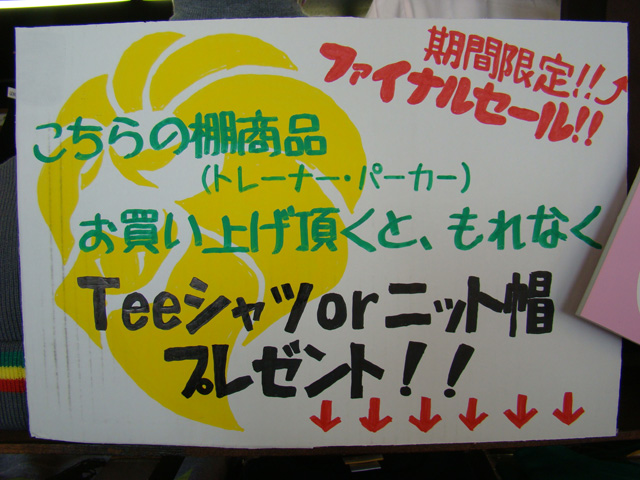 期間限定!!
ファイナルセール!!
こちらの棚商品
(トレーナー・パーカー)
お買い上げ頂くと、もれなく
Teeシャツorニット帽
プレゼント!!